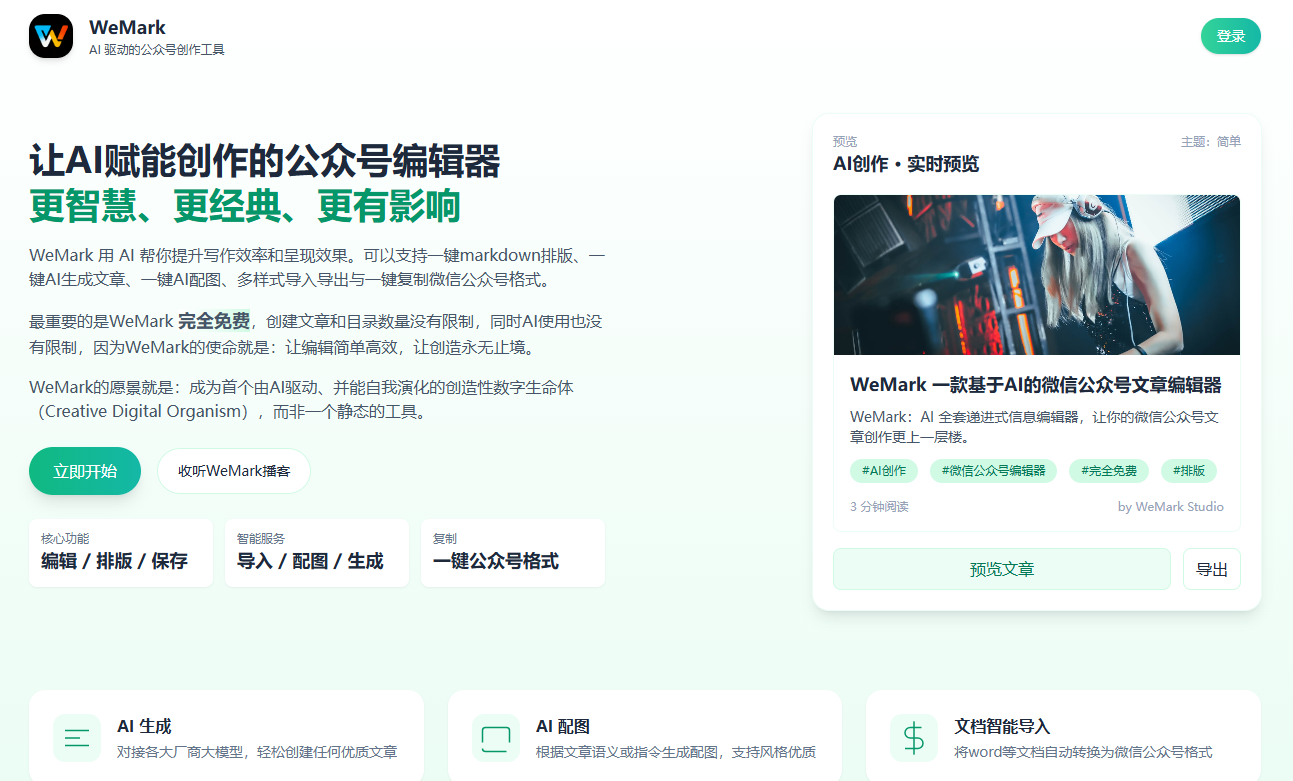 WeMark
AI 驱动的公众号创作工具
登录
让AI赋能创作的公众号编辑器
更智慧、更经典、更有影响
WeMark 用 AI 帮你提升写作效率和呈现效果。可以支持一键markdown排版、一
键AI生成文章、一键AI配图、多样式导入导出与一键复制微信公众号格式。
最重要的是WeMark 完全免费，创建文章和目录数量没有限制，同时AI使用也没
有限制，因为WeMark的使命就是：让编辑简单高效，让创造永无止境。
WeMark的愿景就是：成为首个由AI驱动、并能自我演化的创造性数字生命体
（Creative Digital Organism），而非一个静态的工具。
立即开始
收听WeMark播客
核心功能
编辑 / 排版 / 保存
智能服务
导入 / 配图 / 生成
复制
一键公众号格式
预览
主题：简单
AI创作・实时预览
WeMark 一款基于AI的微信公众号文章编辑器
WeMark：AI 全套递进式信息编辑器，让你的微信公众号文
章创作更上一层楼。
#AI创作
#微信公众号编辑器
#完全免费
#排版
3 分钟阅读
by WeMark Studio
预览文章
导出
AI 生成
对接各大厂商大模型，轻松创建任何优质文章
AI 配图
根据文章语义或指令生成配图，支持风格优质
文档智能导入
将word等文档自动转换为微信公众号格式